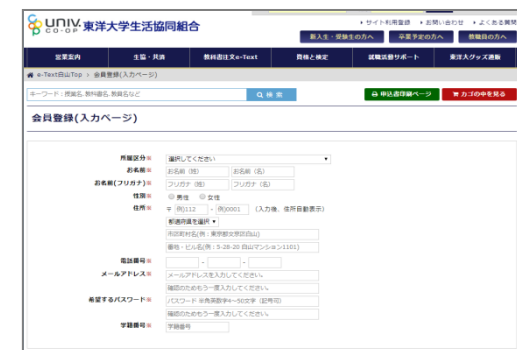 UNIV. CO-OP 東洋大学生活協同組合
サイト利用登録 お問い合わせ よくある質問
新入生・受験生の方へ 卒業予定の方へ 教職員の方へ
営業案内 生協・共済 教科書注文e-Text 資格と検定 就職活動サポート 東洋大グッズ通販
e-Text白山Top > 会員登録(入力ページ)
キーワード:授業名、教科書名、教員名など 検 索 申込書印刷ページ カゴの中を見る
会員登録(入力ページ)
所属区分※ 選択してください
お名前※ お名前(姓) お名前(名)
お名前(フリガナ)※ フリガナ(姓) フリガナ(名)
性別※ 男性 女性
住所※ 〒 例)112 - 例)0001 (入力後、住所自動表示)
都道府県を選択
市区町村名(例:東京都文京区白山)
番地・ビル名(例:5-28-20 白山マンション1101)
電話番号※ - -
メールアドレス※ メールアドレスを入力してください。
確認のためもう一度入力してください。
希望するパスワード※ パスワード 半角英数字4~50文字(記号可)
確認のためもう一度入力してください。
学籍番号※ 学籍番号